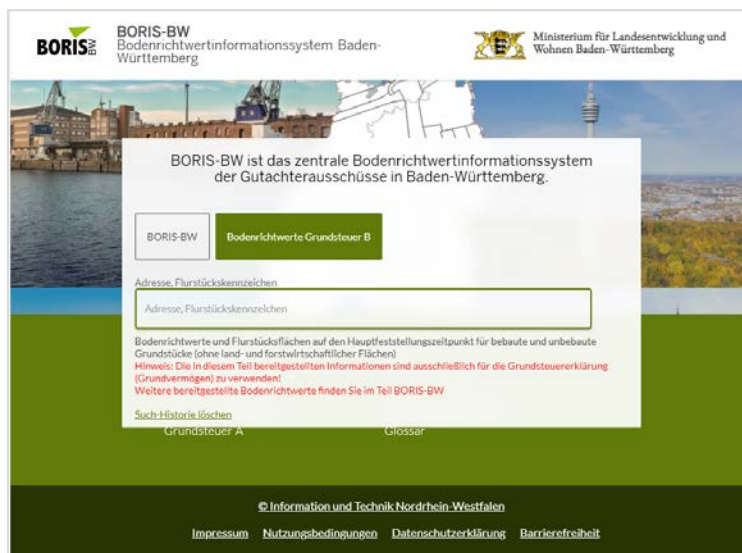 BORIS BW
BORIS-BW
Bodenrichtwertinformationssystem Baden-
Württemberg
Ministerium für Landesentwicklung und
Wohnen Baden-Württemberg
BORIS-BW ist das zentrale Bodenrichtwertinformationssystem
der Gutachterausschüsse in Baden-Württemberg.
BORIS-BW
Bodenrichtwerte Grundsteuer B
Adresse, Flurstückskennzeichen
Adresse, Flurstückskennzeichen
Bodenrichtwerte und Flurstücksflächen auf den Hauptfeststellungszeitpunkt für bebaute und unbebaute
Grundstücke (ohne land- und forstwirtschaftlicher Flächen)
Hinweis: Die in diesem Teil bereitgestellten Informationen sind ausschließlich für die Grundsteuererklärung
(Grundvermögen) zu verwenden!
Weitere bereitgestellte Bodenrichtwerte finden Sie im Teil BORIS-BW
Such-Historie löschen
Grundsteuer A
Glossar
© Information und Technik Nordrhein-Westfalen
Impressum Nutzungsbedingungen Datenschutzerklärung Barrierefreiheit